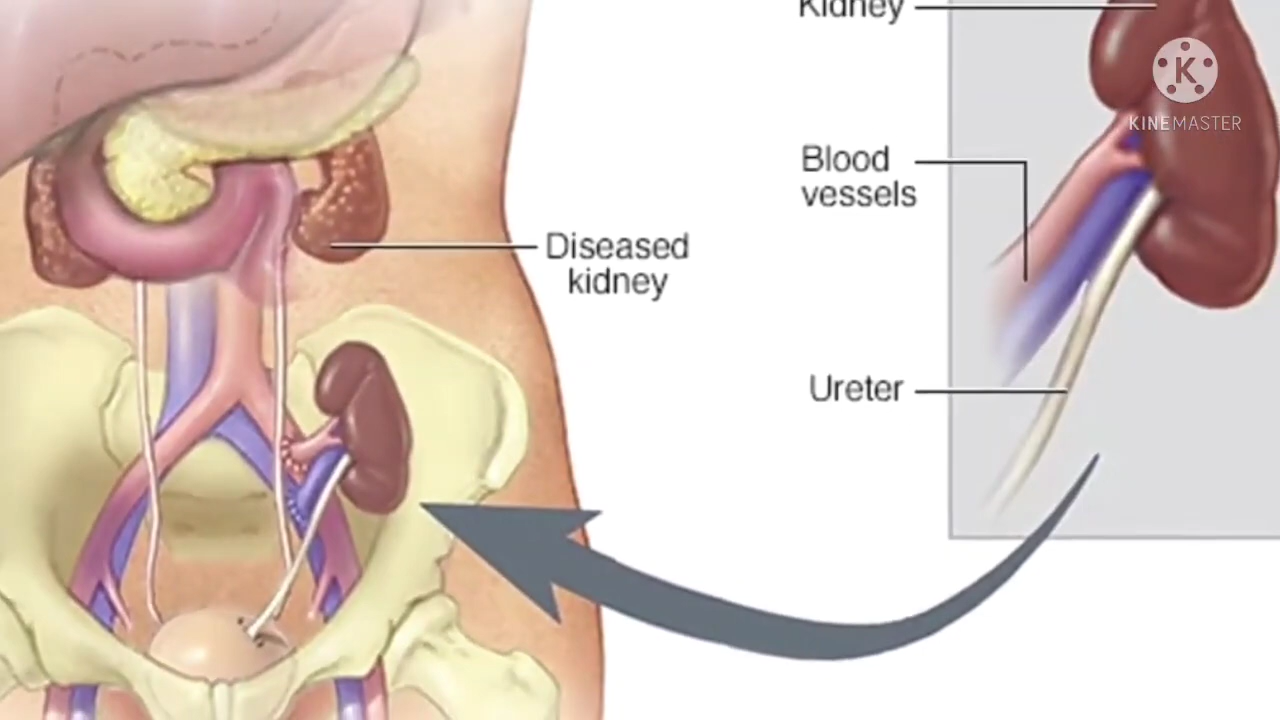 Kidney
K
KINEMASTER
Blood
vessels
Diseased
kidney
Ureter